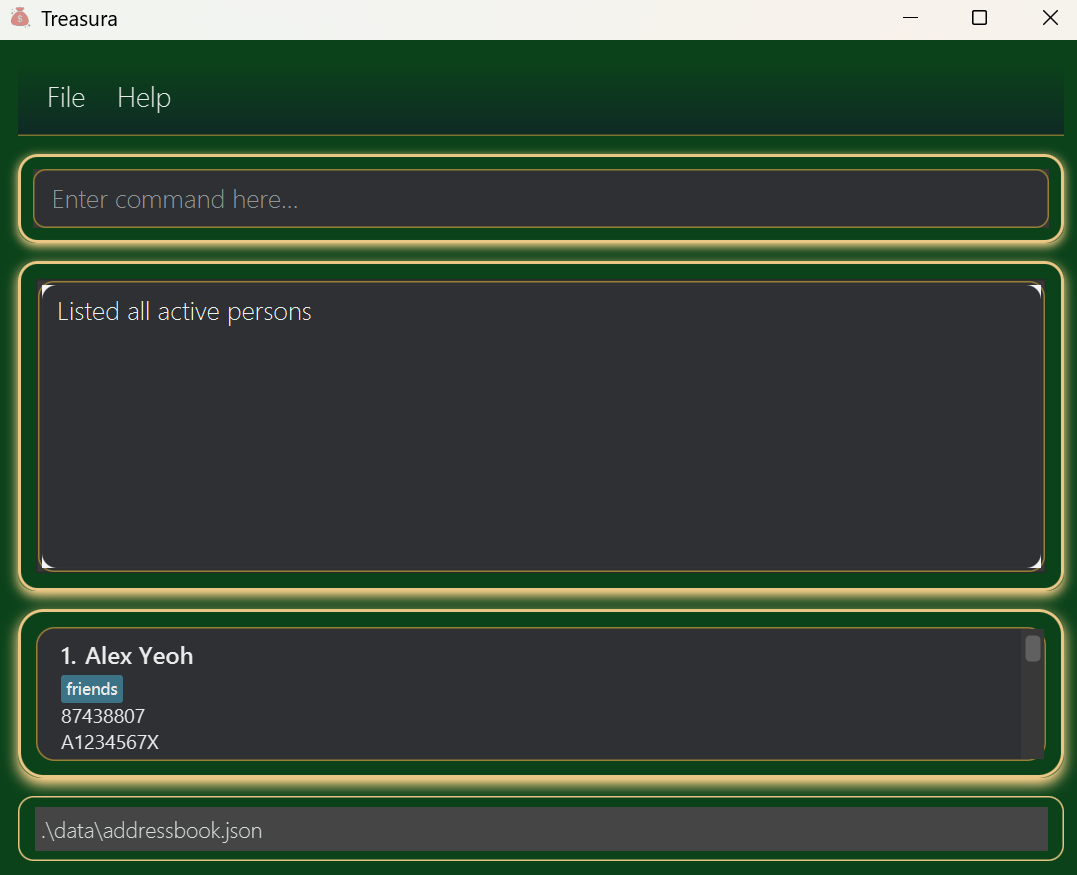 Treasura
File Help
Enter command here...
Listed all active persons
1. Alex Yeoh
friends
87438807
A1234567X
.\data\addressbook.json